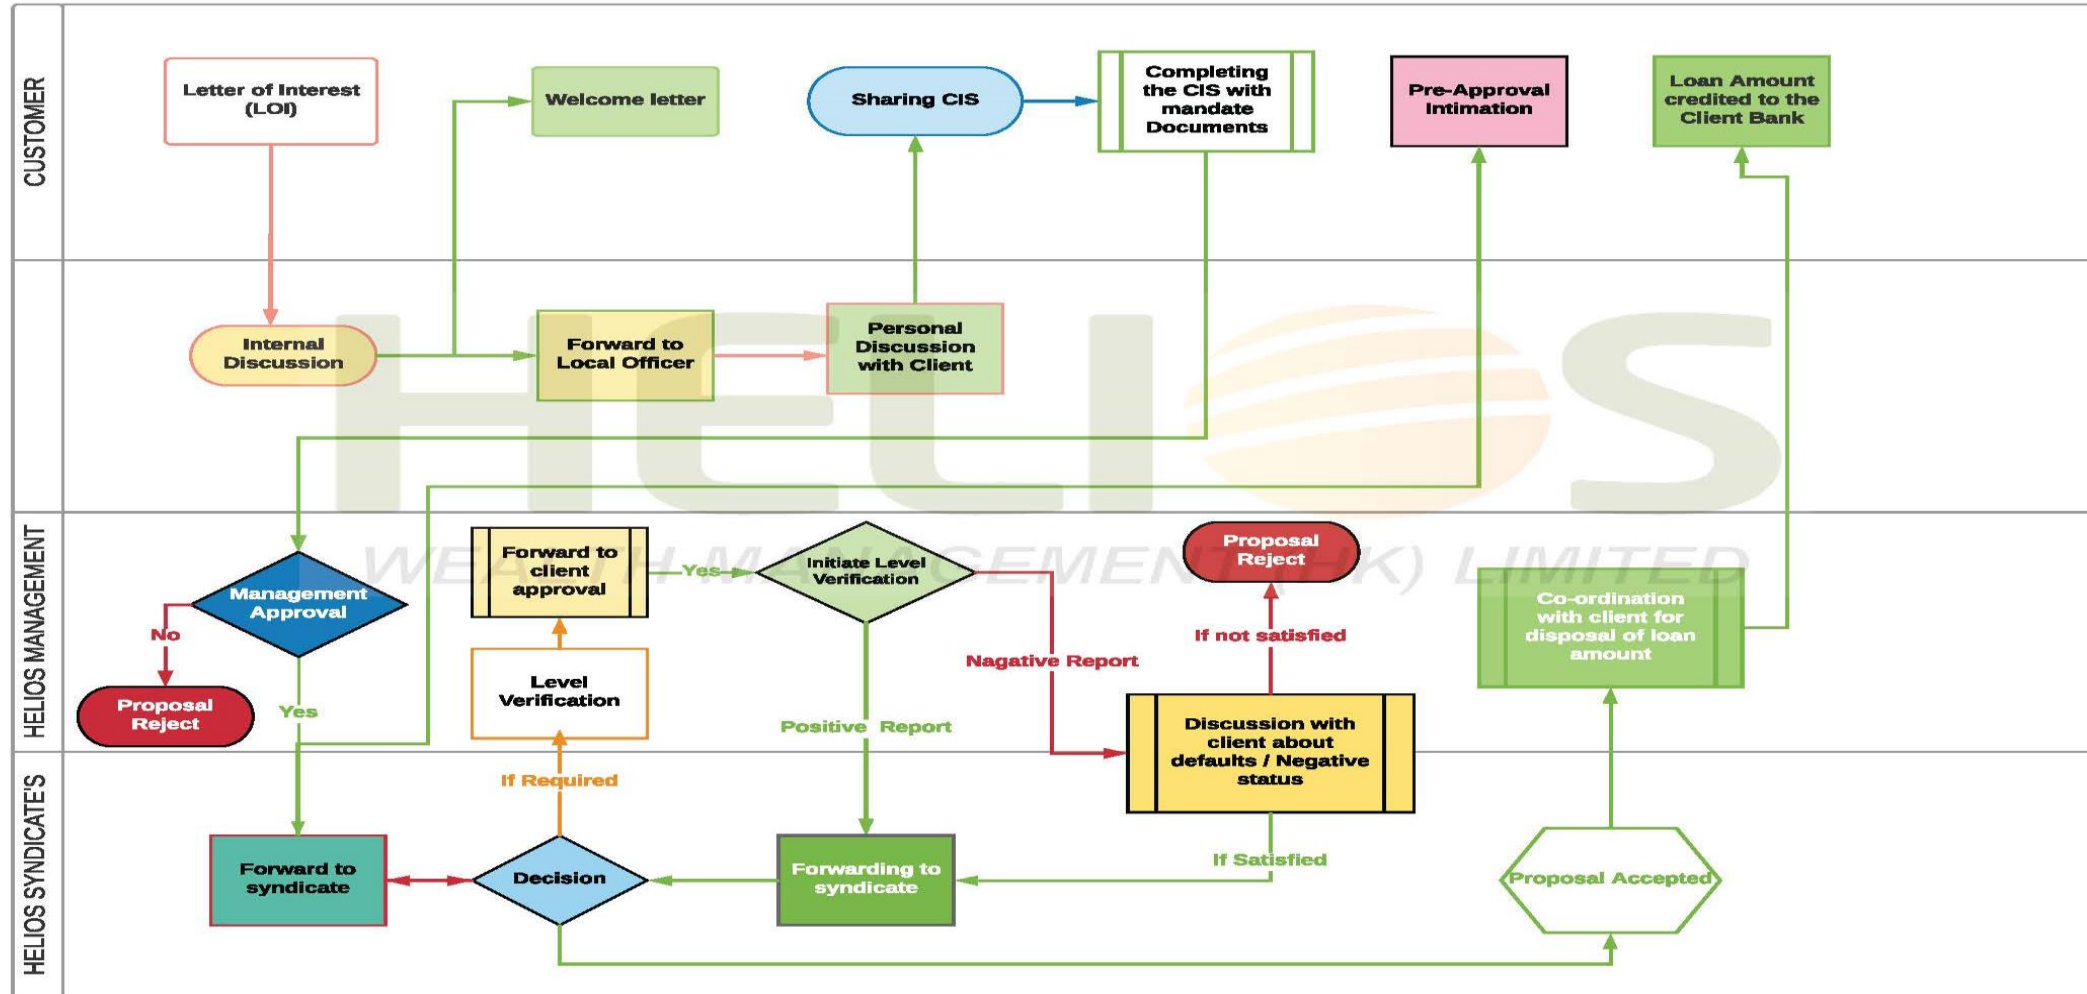 CUSTOMER
Letter of Interest
(LOI)
Welcome letter
Sharing CIS
Completing
the CIS with
mandate
Documents
Pre-Approval
Intimation
Loan Amount
credited to the
Client Bank
Internal
Discussion
Forward to
Local Officer
Personal
Discussion
with Client
HELIOS
WEALTH MANAGEMENT (HK) LIMITED
HELIOS MANAGEMENT
Management
Approval
No
Proposal
Reject
Yes
Forward to
client
approval
Yes
Initiate Level
Verification
Level
Verification
Nagative Report
Positive Report
Proposal
Reject
If not satisfied
Discussion with
client about
defaults / Negative
status
Co-ordination
with client for
disposal of loan
amount
HELIOS SYNDICATE'S
If Required
Forward to
syndicate
Decision
Forwarding to
syndicate
If Satisfied
Proposal Accepted